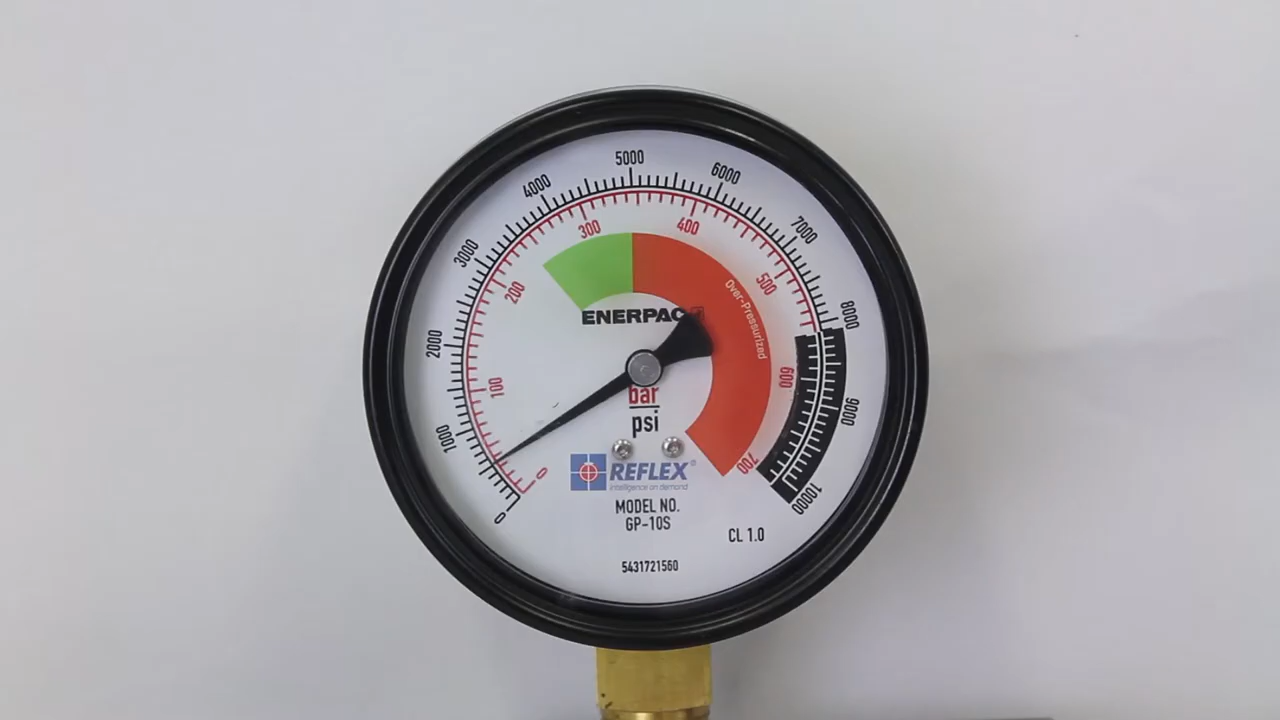 5000
4000
6000
3000
7000
300
400
200
500
8000
Over-Pressurized
ENERPAC
2000
100
600
bar
9000
psi
1000
0
700
REFLEX®
intelligence on demand
0
10000
MODEL NO.
GP-10S
CL 1.0
5431721560